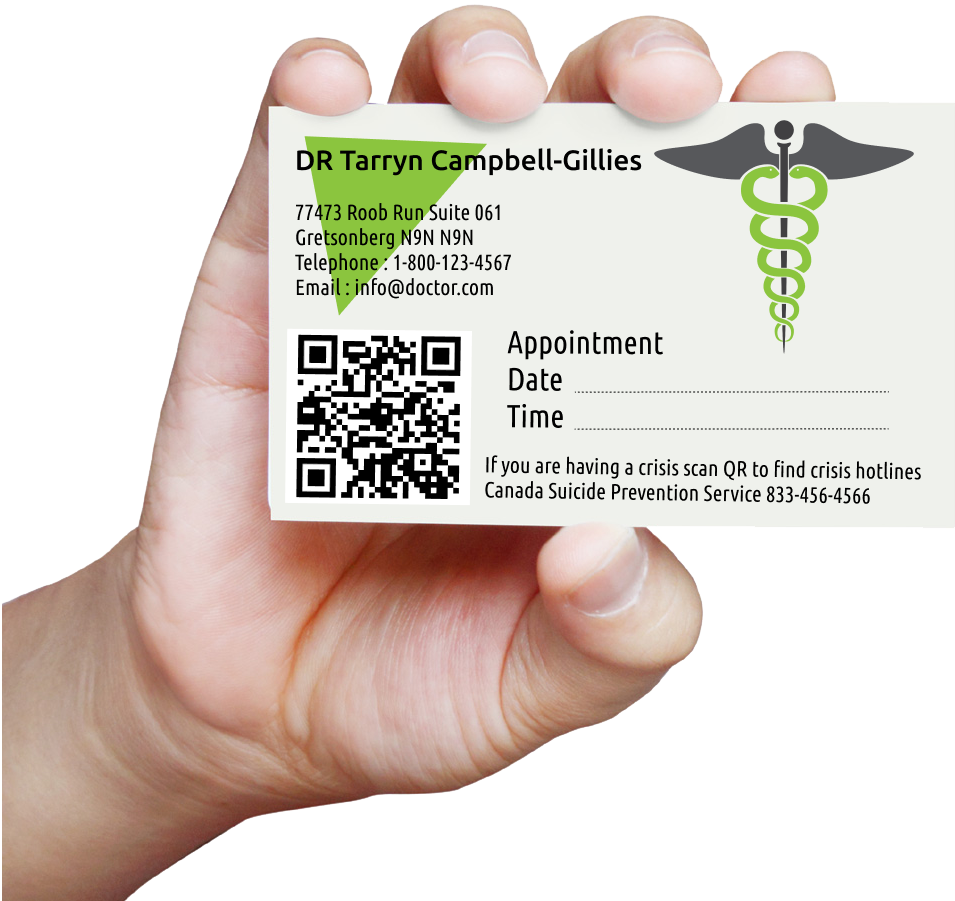 DR Tarryn Campbell-Gillies
77473 Roob Run Suite 061
Gretsonberg N9N N9N
Telephone : 1-800-123-4567
Email : info@doctor.com
Appointment
Date
Time
If you are having a crisis scan QR to find crisis hotlines
Canada Suicide Prevention Service 833-456-4566